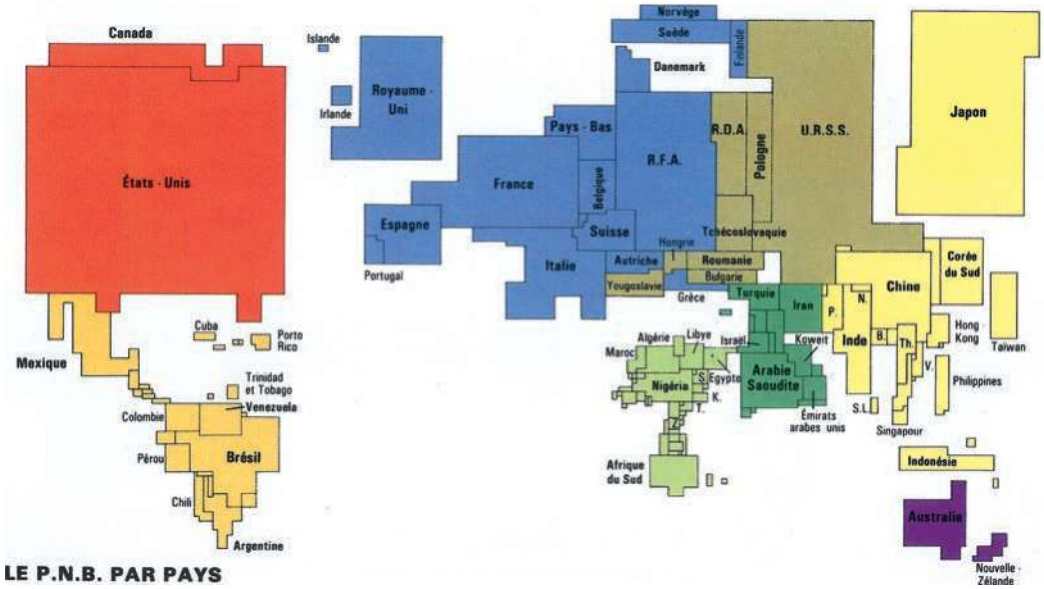 Canada
États - Unis
Mexique
Cuba
Porto
Rico
Trinidad
et Tobago
Colombie
Venezuela
Pérou
Brésil
Chili
Argentine
Islande
Irlande
Royaume -
Uni
Norvège
Suède
Finlande
Danemark
Pays - Bas
R.F.A.
R.D.A.
Pologne
U.R.S.S.
France
Belgique
Espagne
Portugal
Suisse
Italie
Tchécoslovaquie
Hongrie
Autriche
Roumanie
Yougoslavie
Bulgarie
Grèce
Turquie
Iran
Israel
Koweit
Arabie
Saoudite
Émirats
arabes unis
Algérie
Libye
Maroc
Égypte
Nigéria
S.
K.
T.
Z.
Afrique
du Sud
Japon
Corée
du Sud
Chine
P.
N.
Inde
B.
Th.
V.
S.L.
Hong
Kong
Taïwan
Philippines
Singapour
Indonésie
Australie
Nouvelle -
Zélande
LE P.N.B. PAR PAYS